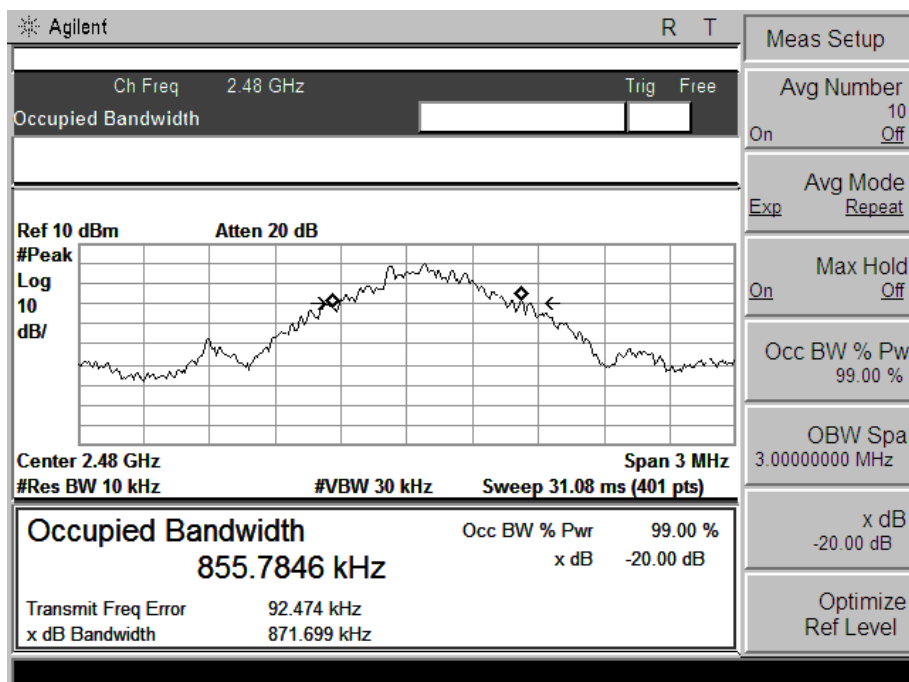 Agilent R T
Ch Freq 2.48 GHz Trig Free
Occupied Bandwidth
Ref 10 dBm Atten 20 dB
#Peak
Log
10
dB/
Center 2.48 GHz Span 3 MHz
#Res BW 10 kHz #VBW 30 kHz Sweep 31.08 ms (401 pts)
Occupied Bandwidth
855.7846 kHz
Occ BW % Pwr 99.00 %
x dB -20.00 dB
Transmit Freq Error 92.474 kHz
x dB Bandwidth 871.699 kHz
Meas Setup
Avg Number
10
On Off
Avg Mode
Exp Repeat
Max Hold
On Off
Occ BW % Pw
99.00 %
OBW Spa
3.00000000 MHz
x dB
-20.00 dB
Optimize
Ref Level